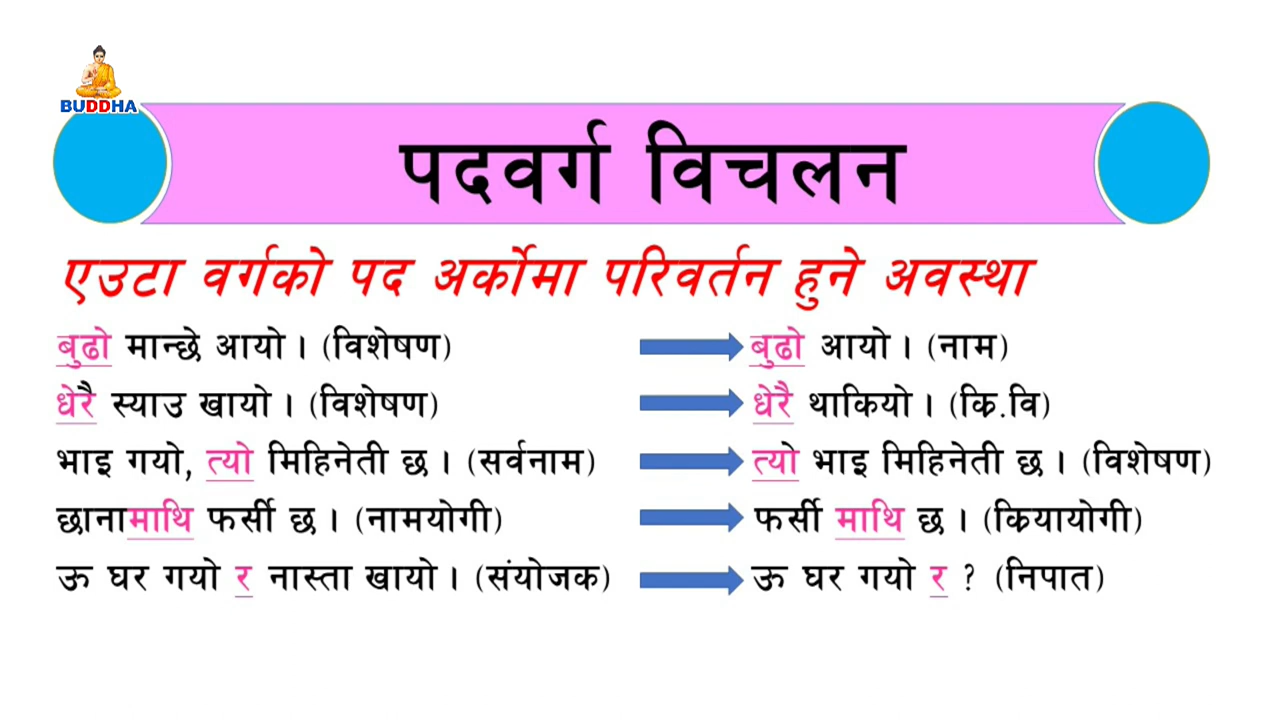 BUDDHA
पदवर्ग विचलन
एउटा वर्गको पद अर्कोमा परिवर्तन हुने अवस्था
बुढो मान्छे आयो । (विशेषण) बुढो आयो । (नाम)
धेरै स्याउ खायो । (विशेषण) धेरै थाकियो । (कि.वि)
भाइ गयो, त्यो मिहिनेती छ । (सर्वनाम) त्यो भाइ मिहिनेती छ । (विशेषण)
छानामाथि फर्सी छ । (नामयोगी) फर्सी माथि छ । (कियायोगी)
ऊ घर गयो र नास्ता खायो । (संयोजक) ऊ घर गयो र ? (निपात)